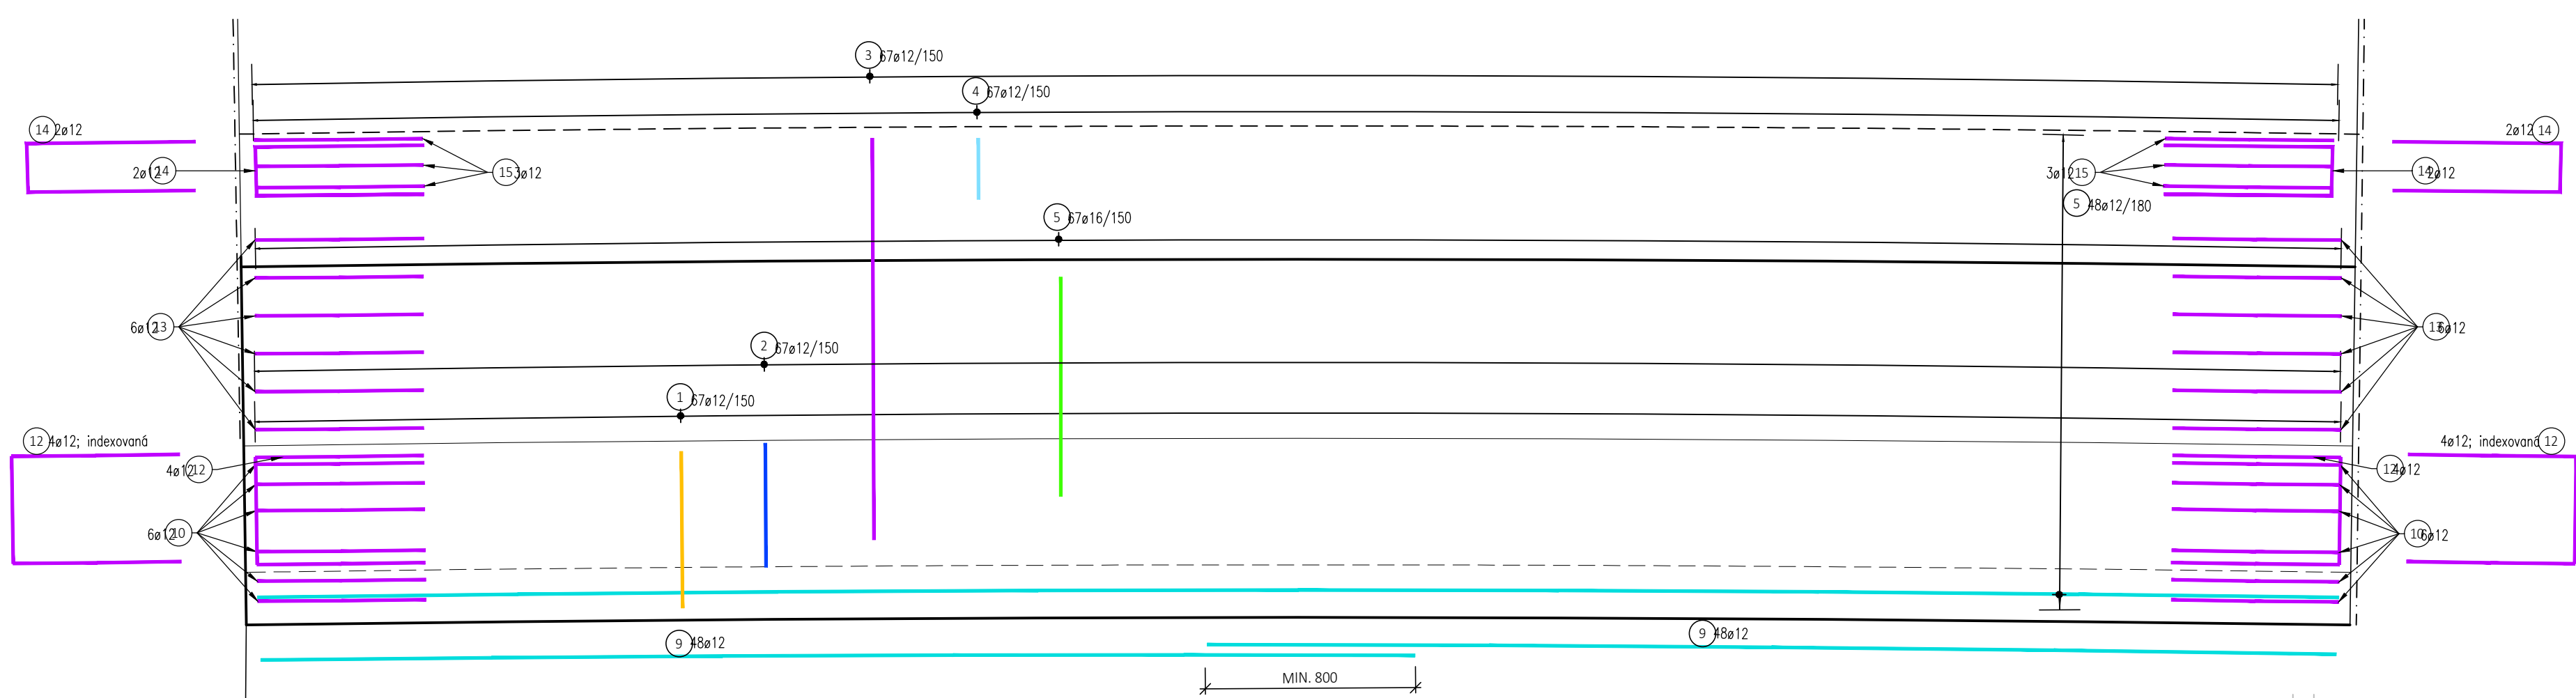 3 67ø12/150
4 67ø12/150
14 2ø12
2ø12 14
2ø12 14
15 3ø12
3ø12 15
14 2ø12
5 48ø12/180
5 67ø16/150
6ø12 13
13 6ø12
2 67ø12/150
1 67ø12/150
12 4ø12; indexovaná
4ø12; indexovaná 12
4ø12 12
12 4ø12
6ø12 10
10 6ø12
9 48ø12
9 48ø12
MIN. 800